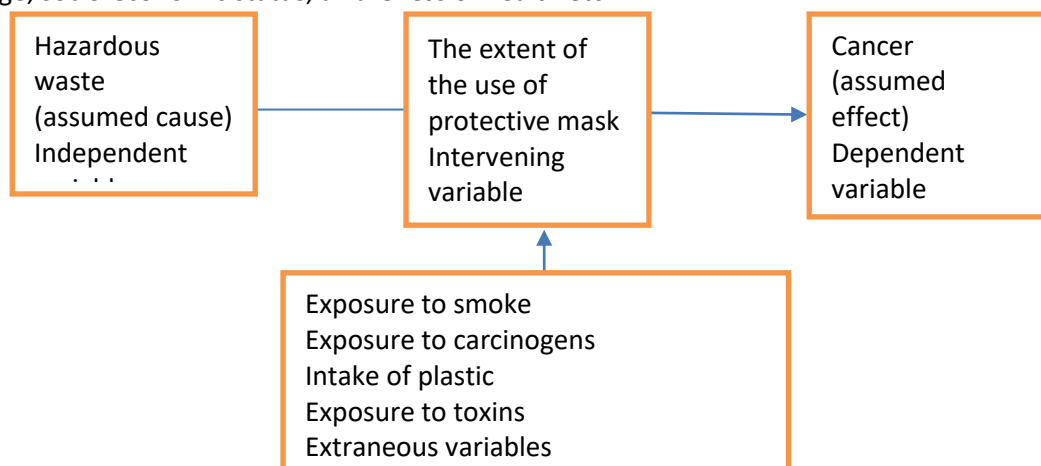 Hazardous
waste
(assumed cause)
Independent
The extent of
the use of
protective mask
Intervening
variable
Cancer
(assumed
effect)
Dependent
variable
Exposure to smoke
Exposure to carcinogens
Intake of plastic
Exposure to toxins
Extraneous variables